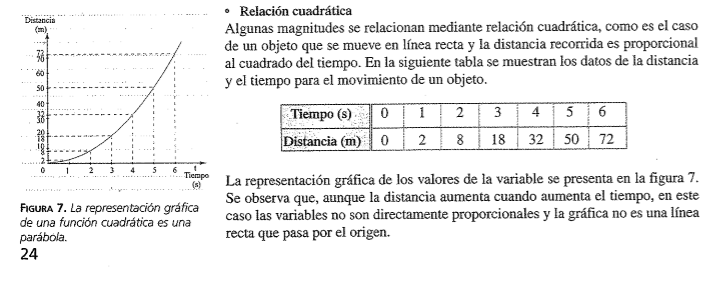 Distancia
(m)
72
70
60
50
40
32
30
20
18
10
8
2
0 1 2 3 4 5 6 t
Tiempo
(s)
FIGURA 7. La representación gráfica
de una función cuadrática es una
parábola.
24
• Relación cuadrática
Algunas magnitudes se relacionan mediante relación cuadrática, como es el caso
de un objeto que se mueve en línea recta y la distancia recorrida es proporcional
al cuadrado del tiempo. En la siguiente tabla se muestran los datos de la distancia
y el tiempo para el movimiento de un objeto.
Tiempo (s) 0 1 2 3 4 5 6
Distancia (m) 0 2 8 18 32 50 72
La representación gráfica de los valores de la variable se presenta en la figura 7.
Se observa que, aunque la distancia aumenta cuando aumenta el tiempo, en este
caso las variables no son directamente proporcionales y la gráfica no es una línea
recta que pasa por el origen.